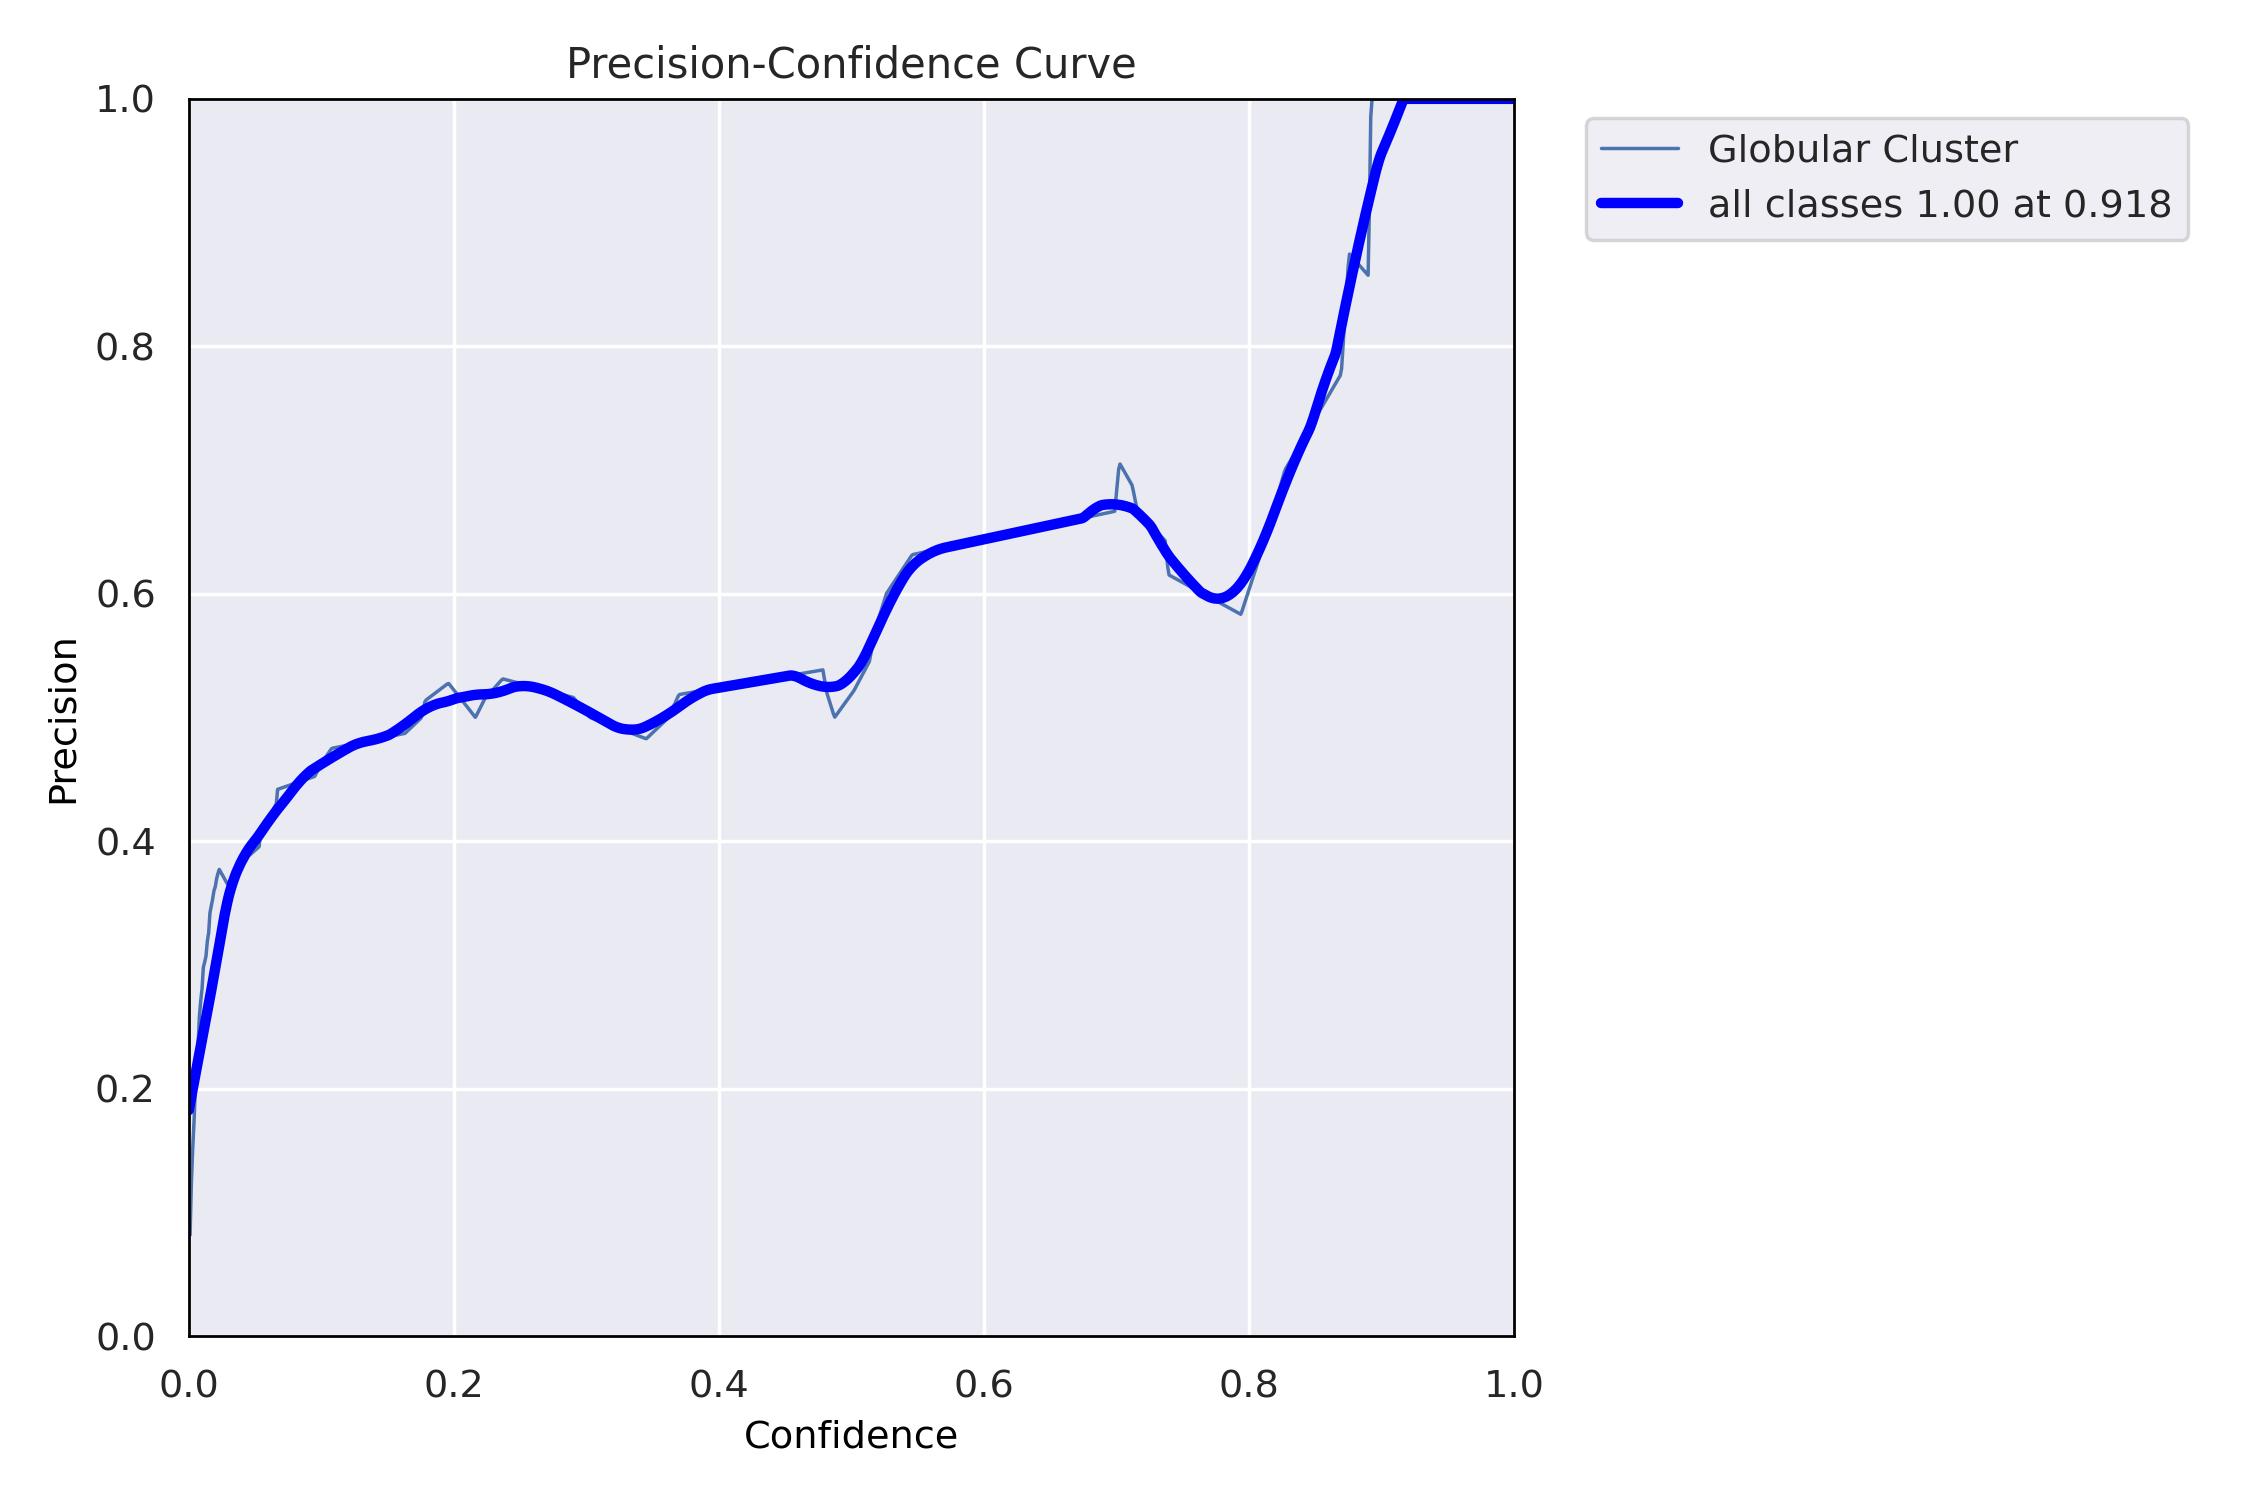 Precision-Confidence Curve
Globular Cluster
all classes 1.00 at 0.918
Precision
1.0
0.8
0.6
0.4
0.2
0.0
0.0 0.2 0.4 0.6 0.8 1.0
Confidence